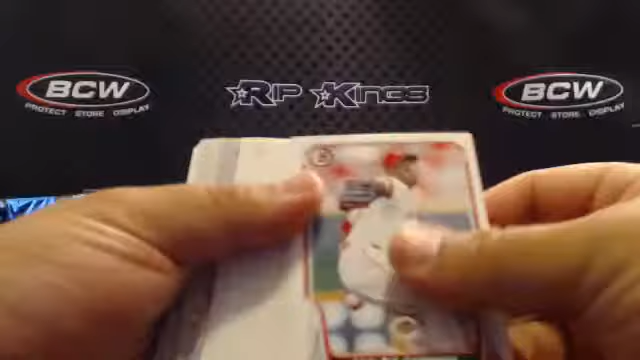 BCW
PROTECT STORE DISPLAY
RIP KINGS
BCW
PROTECT STORE DISPLAY
B